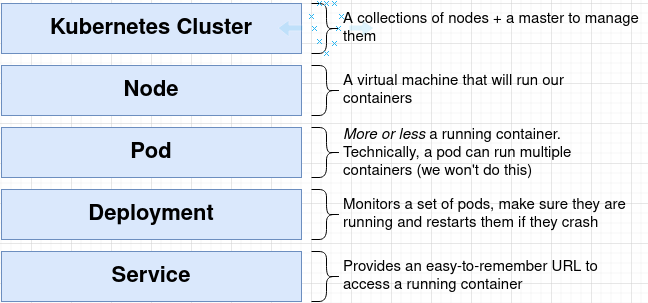 Kubernetes Cluster
A collections of nodes + a master to manage
them
Node
A virtual machine that will run our
containers
Pod
More or less a running container.
Technically, a pod can run multiple
containers (we won't do this)
Deployment
Monitors a set of pods, make sure they are
running and restarts them if they crash
Service
Provides an easy-to-remember URL to
access a running container